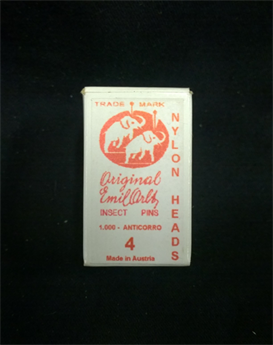 TRADE MARK
Original
Emil Arlt
INSECT PINS
1.000 - ANTICORRO
4
Made in Austria
NYLON HEADS